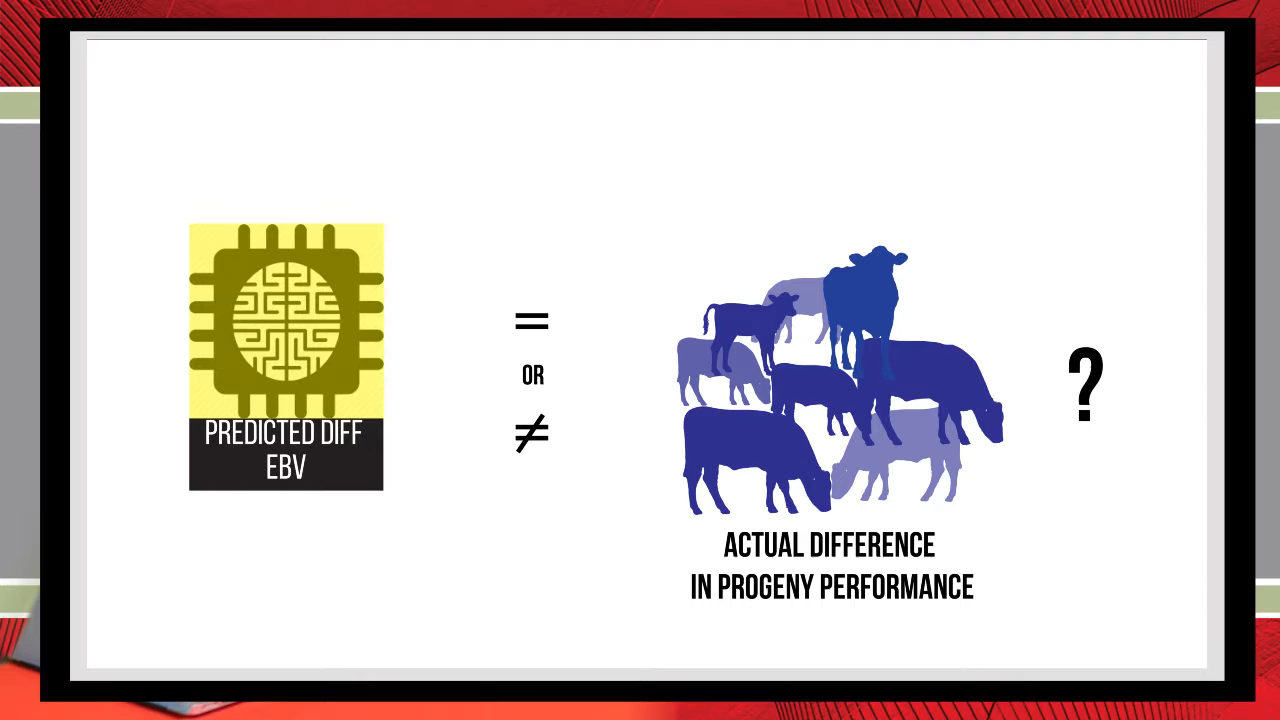 PREDICTED DIFF
EBV
=
OR
≠
ACTUAL DIFFERENCE
IN PROGENY PERFORMANCE
?